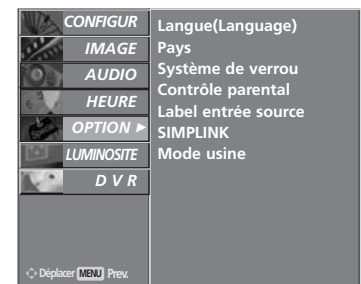 CONFIGUR
IMAGE
AUDIO
HEURE
OPTION ►
LUMINOSITE
D V R
Langue(Language)
Pays
Système de verrou
Contrôle parental
Label entrée source
SIMPLINK
Mode usine
Déplacer MENU Prev.